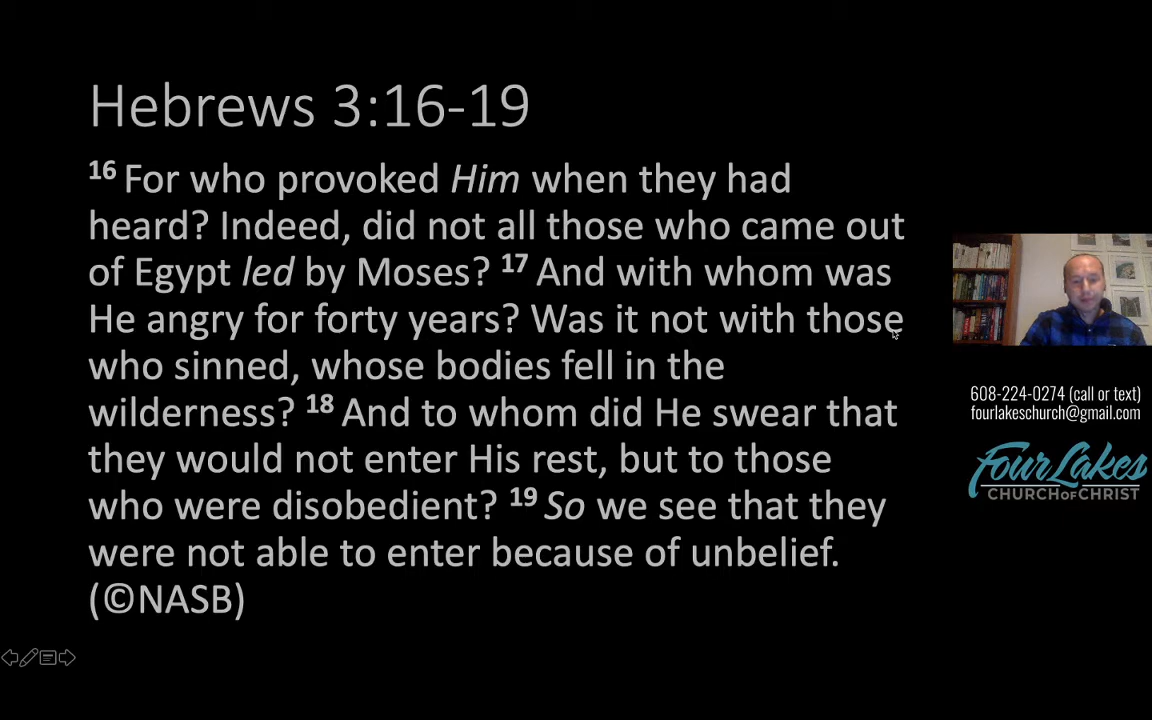 Hebrews 3:16-19
16 For who provoked Him when they had
heard? Indeed, did not all those who came out
of Egypt led by Moses? 17 And with whom was
He angry for forty years? Was it not with those
who sinned, whose bodies fell in the
wilderness? 18 And to whom did He swear that
they would not enter His rest, but to those
who were disobedient? 19 So we see that they
were not able to enter because of unbelief.
(©NASB)
608-224-0274 (call or text)
fourlakeschurch@gmail.com
Four Lakes
CHURCH OF CHRIST